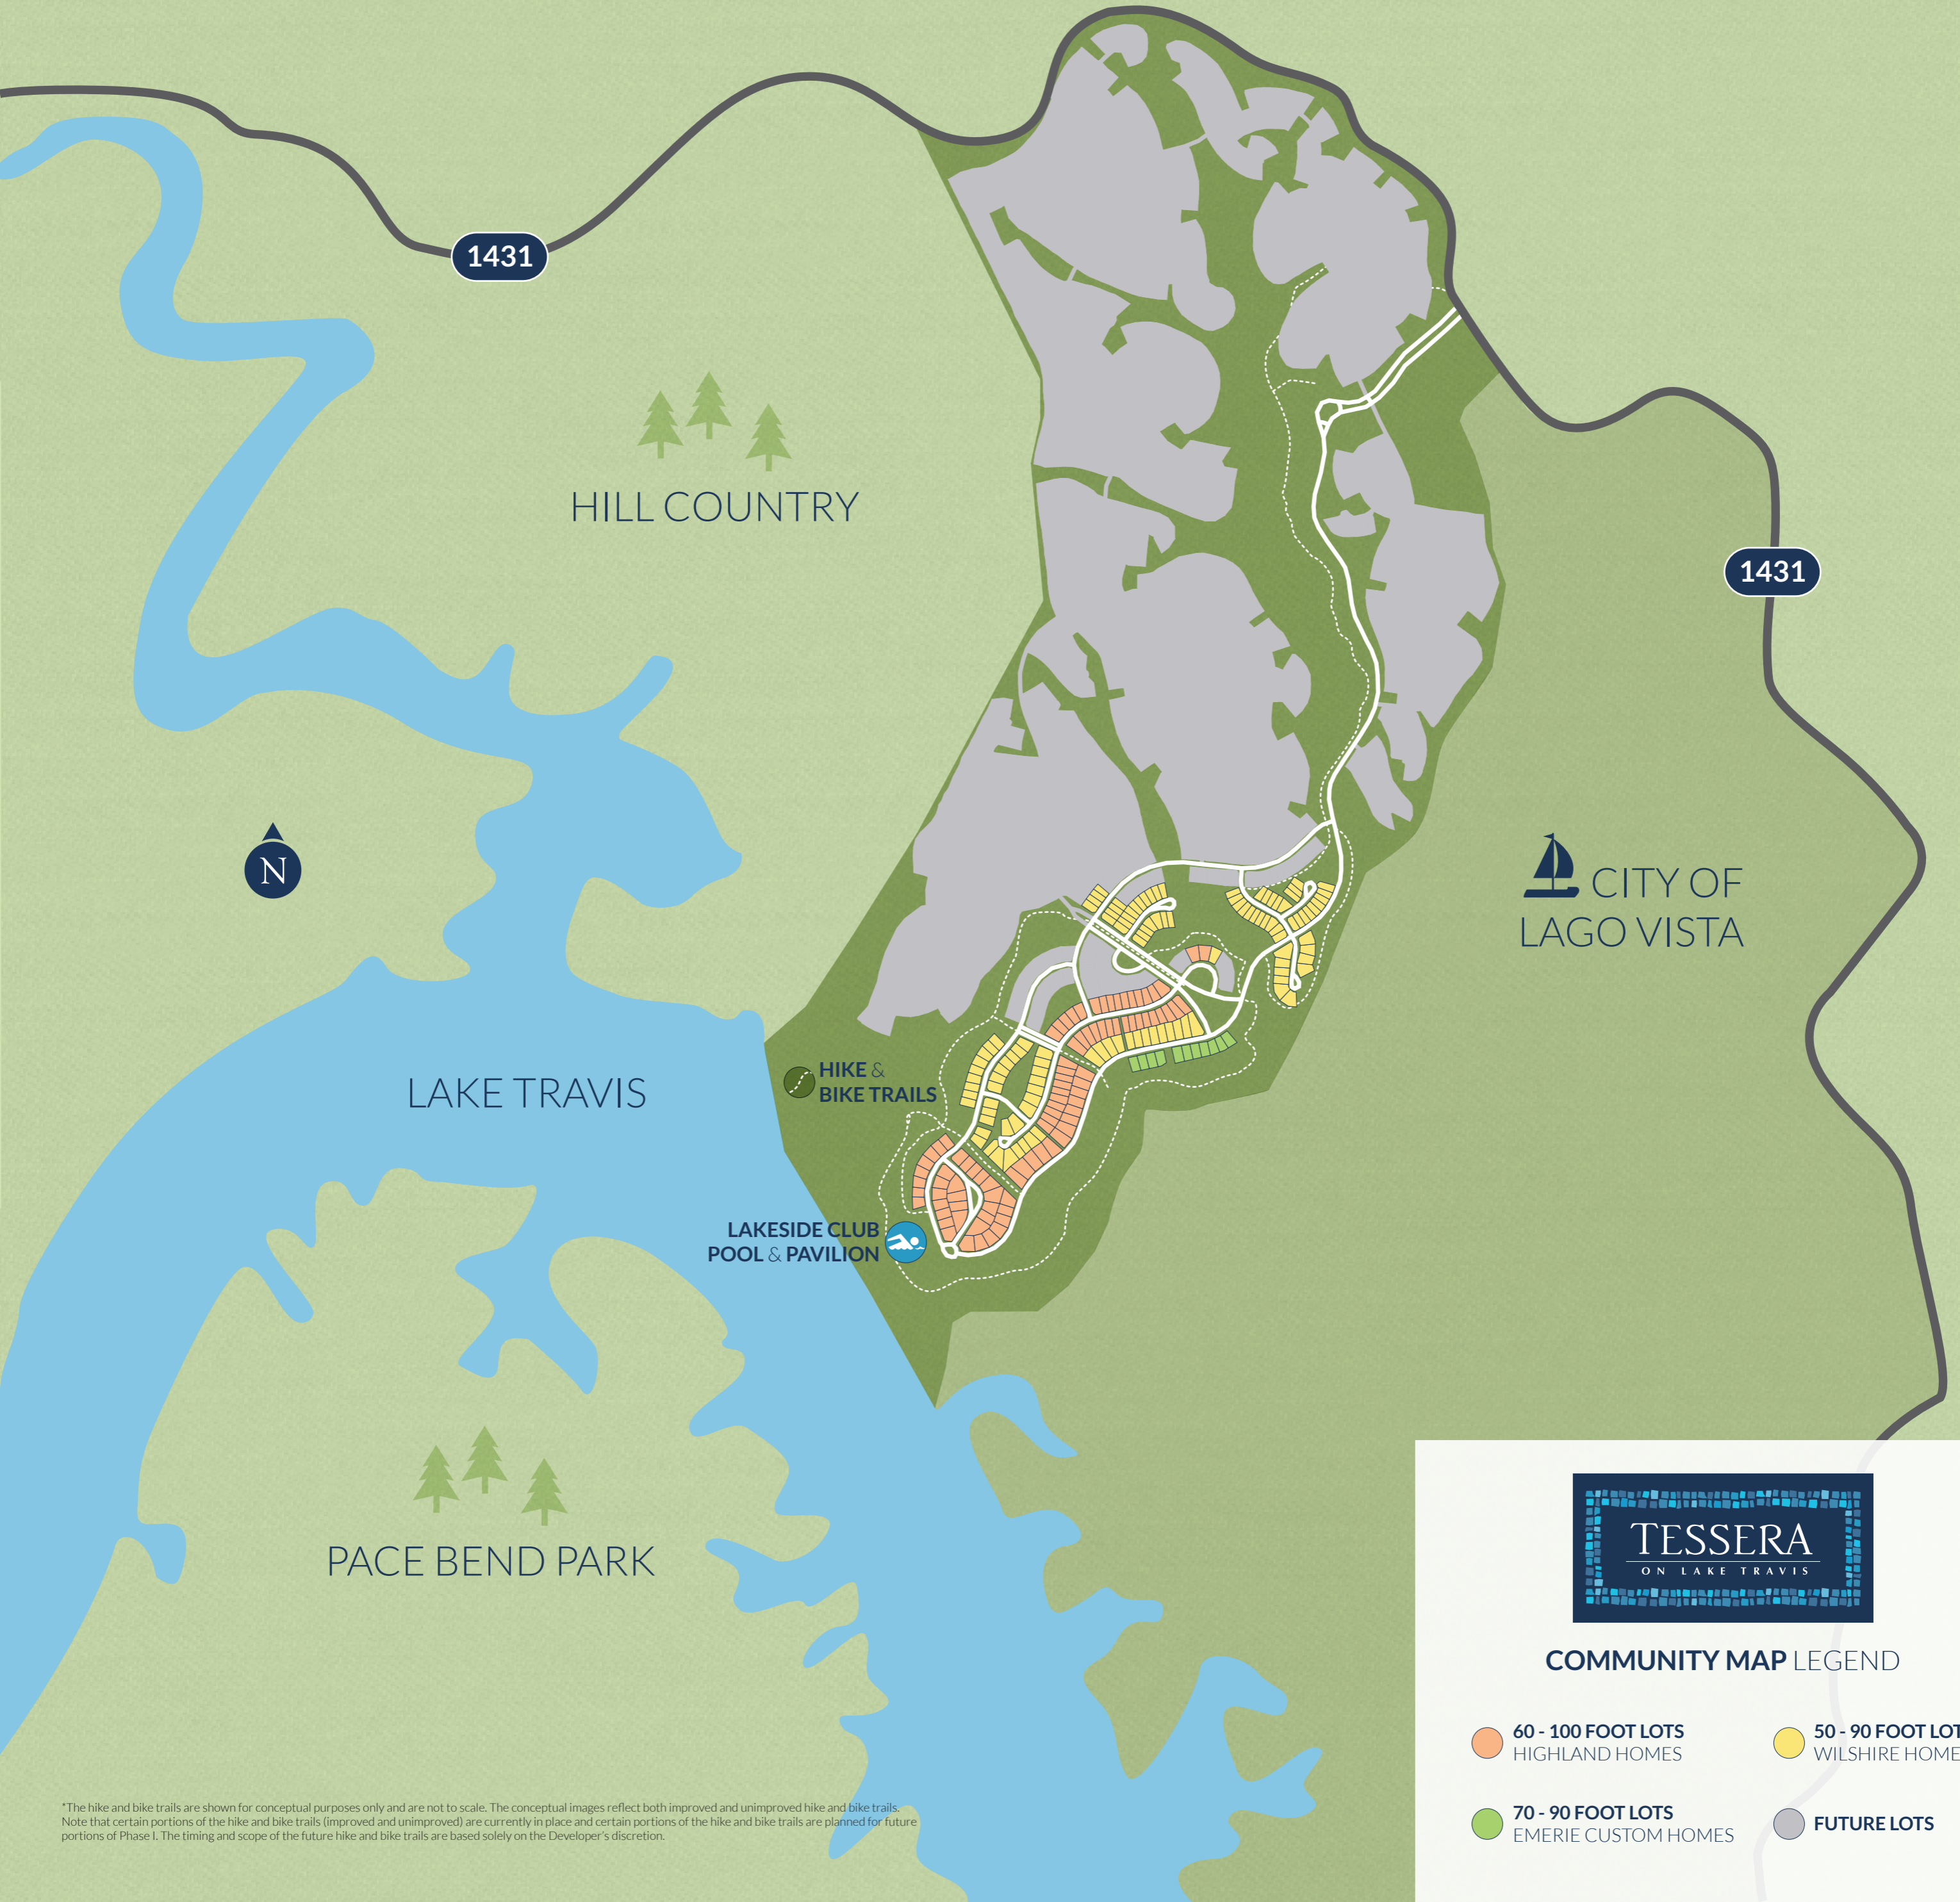 1431
HILL COUNTRY
1431
N
CITY OF
LAGO VISTA
HIKE &
BIKE TRAILS
LAKE TRAVIS
LAKESIDE CLUB
POOL & PAVILION
PACE BEND PARK
TESSERA
ON LAKE TRAVIS
COMMUNITY MAP LEGEND
60 - 100 FOOT LOTS
HIGHLAND HOMES
50 - 90 FOOT LOT
WILSHIRE HOME
70 - 90 FOOT LOTS
EMERIE CUSTOM HOMES
FUTURE LOTS
*The hike and bike trails are shown for conceptual purposes only and are not to scale. The conceptual images reflect both improved and unimproved hike and bike trails.
Note that certain portions of the hike and bike trails (improved and unimproved) are currently in place and certain portions of the hike and bike trails are planned for future
portions of Phase I. The timing and scope of the future hike and bike trails are based solely on the Developer's discretion.